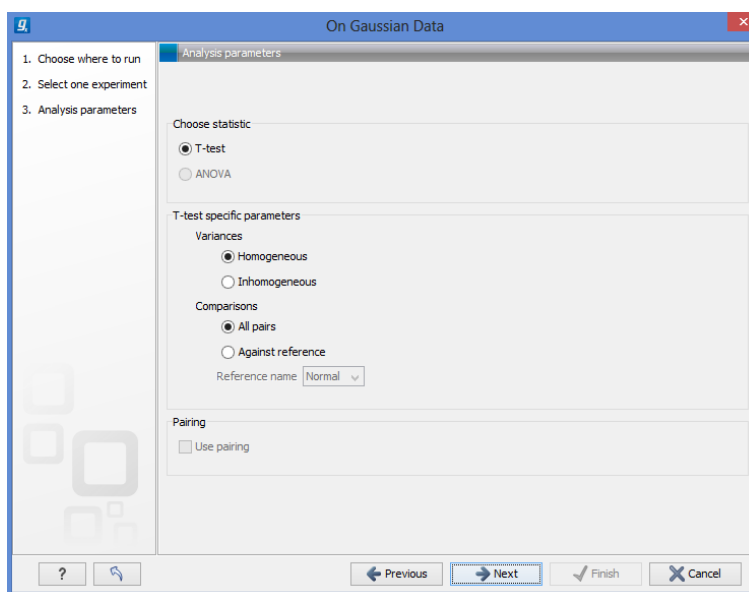 On Gaussian Data
1. Choose where to run
2. Select one experiment
3. Analysis parameters
Analysis parameters
Choose statistic
T-test
ANOVA
T-test specific parameters
Variances
Homogeneous
Inhomogeneous
Comparisons
All pairs
Against reference
Reference name Normal
Pairing
Use pairing
? Previous Next Finish Cancel